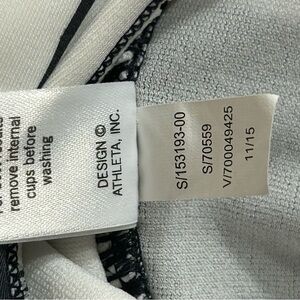 remove internal
cups before
washing
DESIGN ©
ATHLETA, INC.
S/153193-00
S/70559
V/700049425
11/15